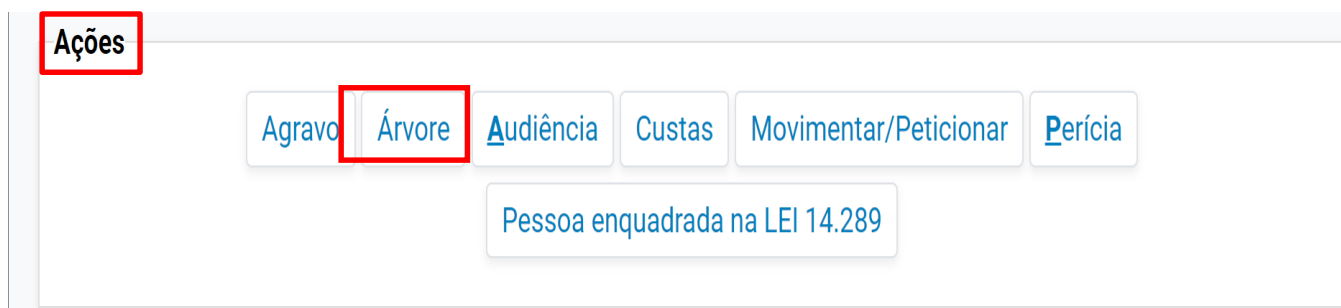 Ações
Agravo Árvore Audiência Custas Movimentar/Peticionar Perícia
Pessoa enquadrada na LEI 14.289